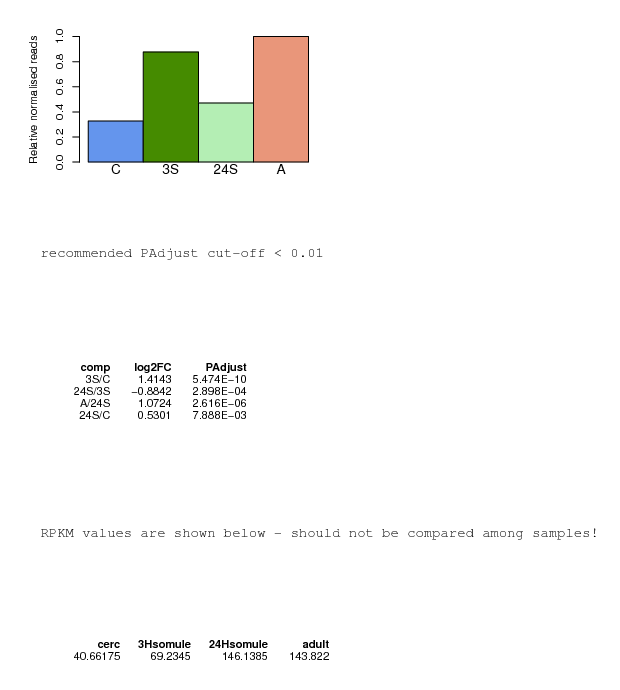 Relative normalised reads
1.0
0.8
0.6
0.4
0.2
0.0
C 3S 24S A
recommended PAdjust cut-off < 0.01
comp log2FC PAdjust
3S/C 1.4143 5.474E−10
24S/3S −0.8842 2.898E−04
A/24S 1.0724 2.616E−06
24S/C 0.5301 7.888E−03
RPKM values are shown below - should not be compared among samples!
cerc 3Hsomule 24Hsomule adult
40.66175 69.2345 146.1385 143.822